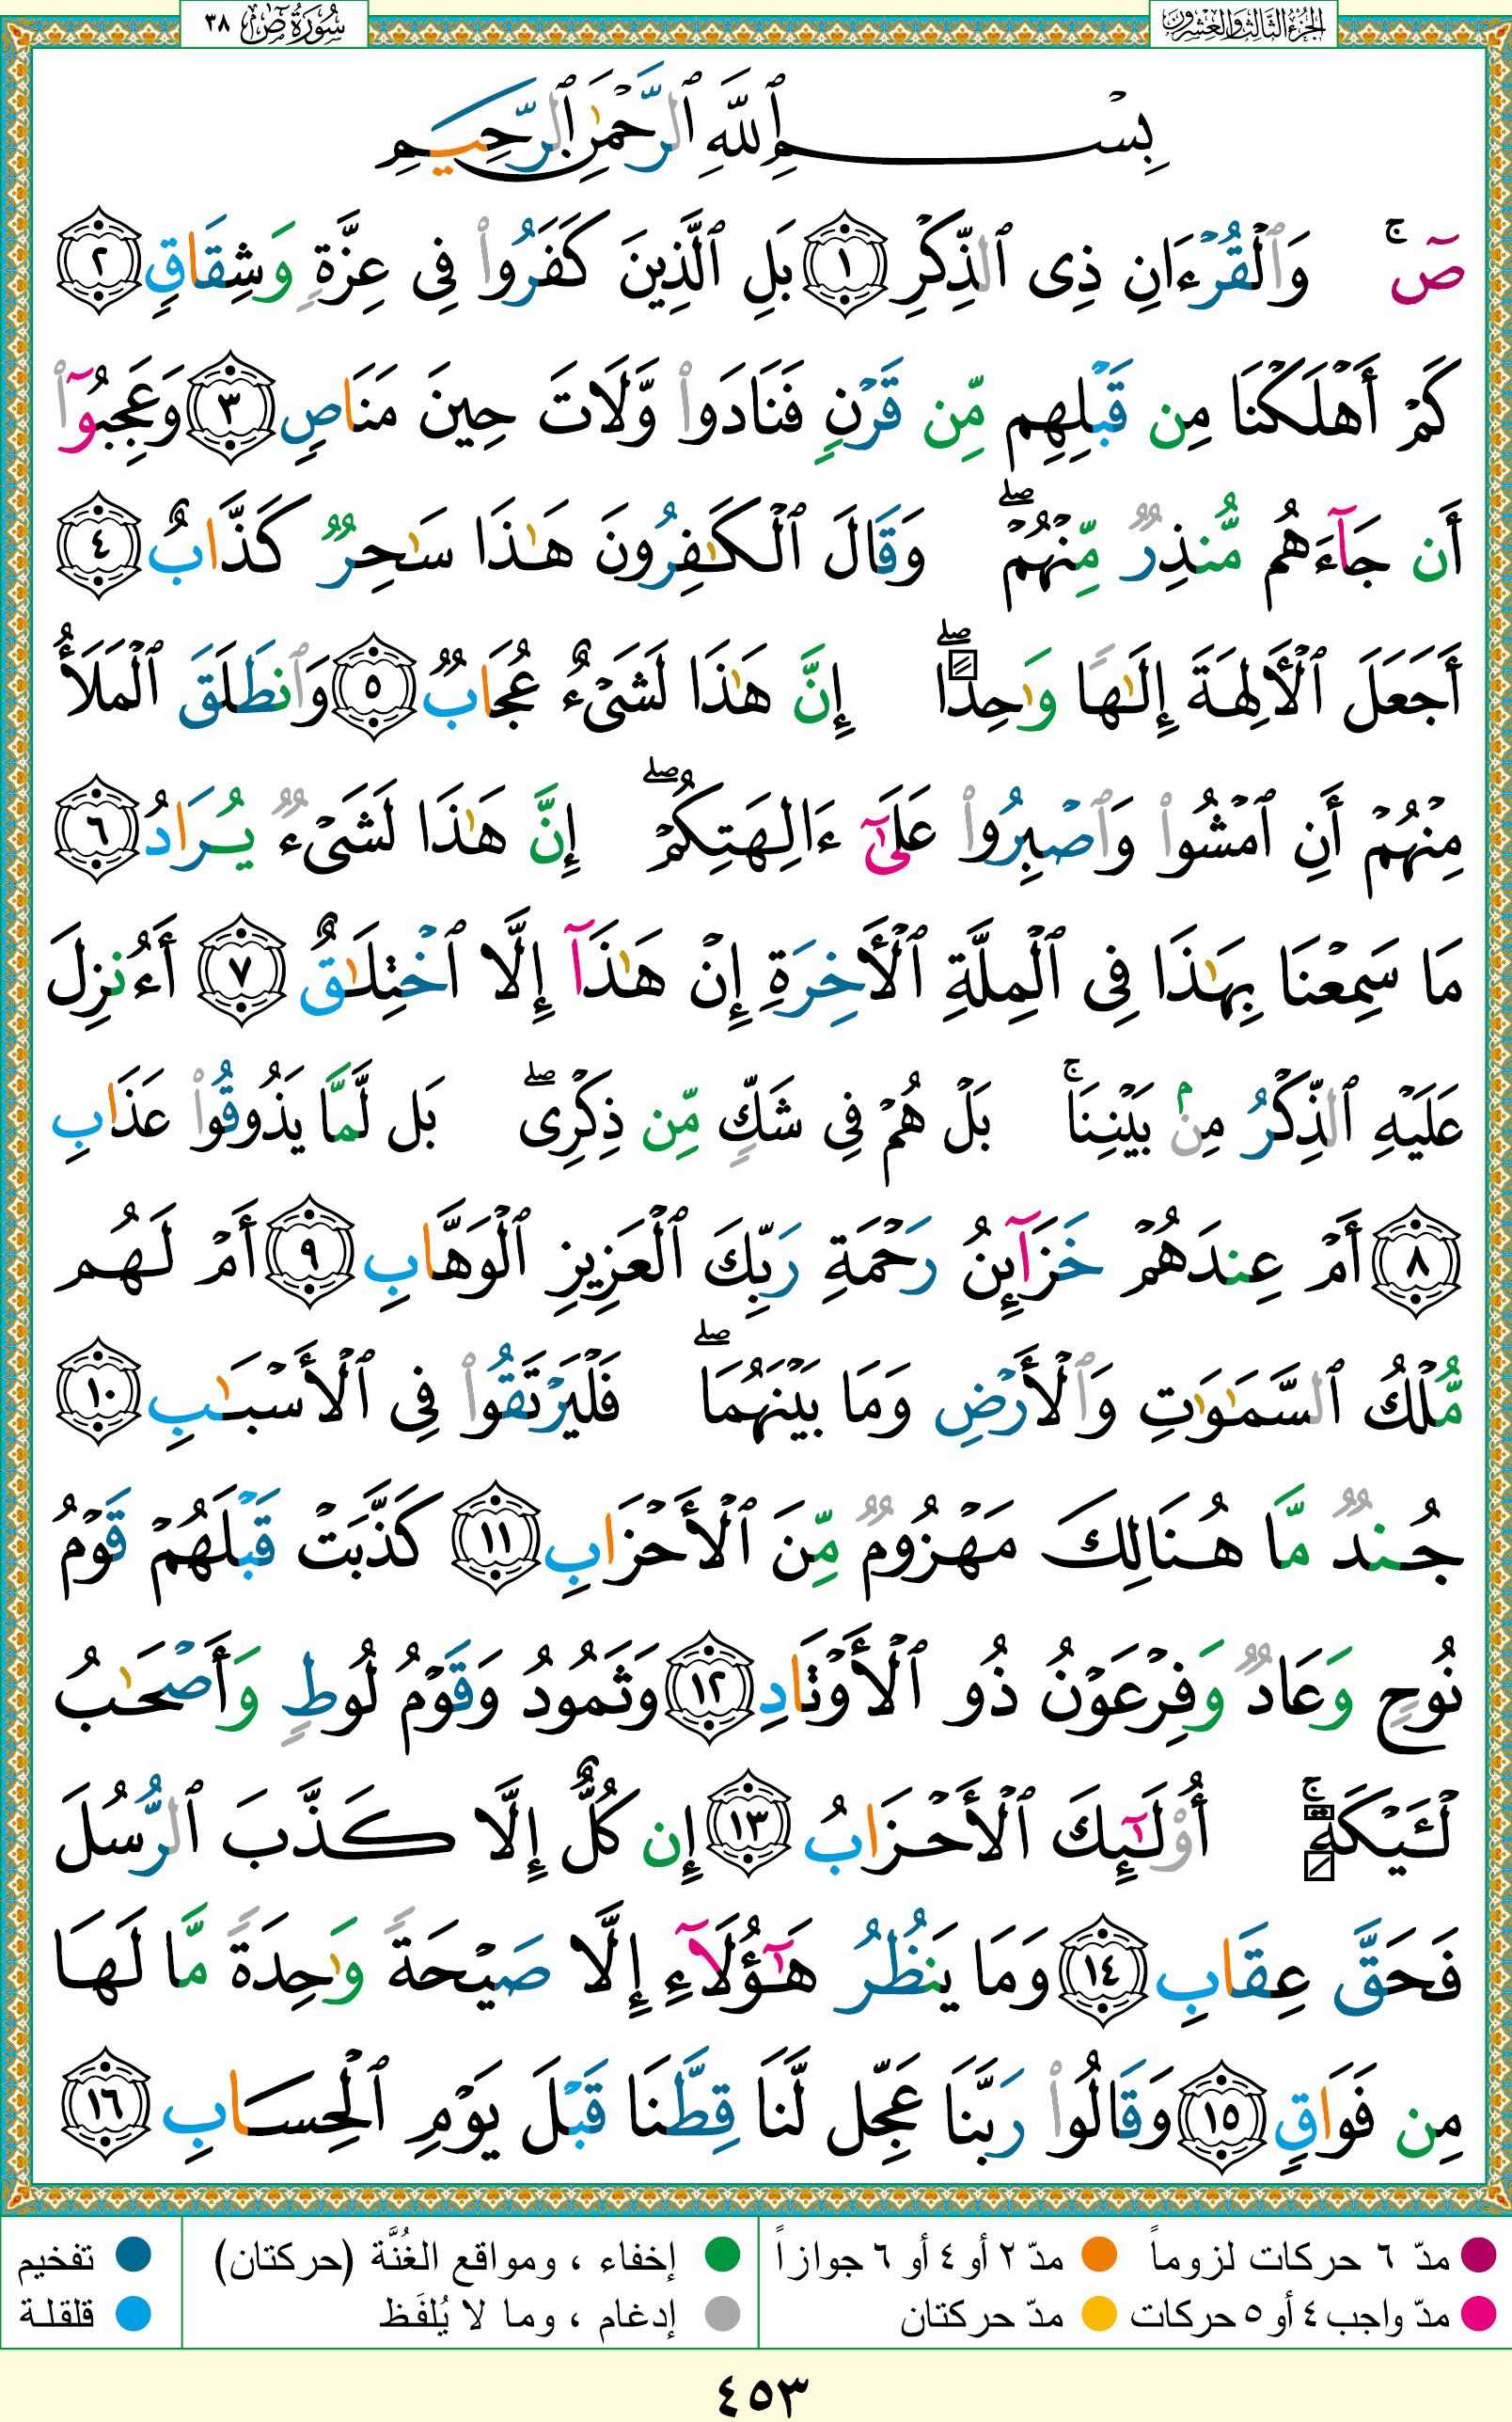 الجزء الثالث والعشرون
سُورَةُ صٓ ٣٨
بِسْمِ ٱللَّهِ ٱلرَّحْمَٰنِ ٱلرَّحِيمِ
صٓ ۚ وَٱلْقُرْءَانِ ذِى ٱلذِّكْرِ ١ بَلِ ٱلَّذِينَ كَفَرُوا۟ فِى عِزَّةٍ وَشِقَاقٍ ٢
كَمْ أَهْلَكْنَا مِن قَبْلِهِم مِّن قَرْنٍ فَنَادَوا۟ وَّلَاتَ حِينَ مَنَاصٍ ٣ وَعَجِبُوٓا۟
أَن جَآءَهُم مُّنذِرٌ مِّنْهُمْ ۖ وَقَالَ ٱلْكَٰفِرُونَ هَٰذَا سَٰحِرٌ كَذَّابٌ ٤
أَجَعَلَ ٱلْأَلِهَةَ إِلَٰهًا وَٰحِدًا ۖ إِنَّ هَٰذَا لَشَىْءٌ عُجَابٌ ٥ وَٱنطَلَقَ ٱلْمَلَأُ
مِنْهُمْ أَنِ ٱمْشُوا۟ وَٱصْبِرُوا۟ عَلَىٰٓ ءَالِهَتِكُمْ ۖ إِنَّ هَٰذَا لَشَىْءٌ يُرَادُ ٦
مَا سَمِعْنَا بِهَٰذَا فِى ٱلْمِلَّةِ ٱلْأَخِرَةِ إِنْ هَٰذَآ إِلَّا ٱخْتِلَٰقٌ ٧ أَءُنزِلَ
عَلَيْهِ ٱلذِّكْرُ مِنۢ بَيْنِنَا ۚ بَلْ هُمْ فِى شَكٍّ مِّن ذِكْرِى ۖ بَل لَّمَّا يَذُوقُوا۟ عَذَابِ
٨ أَمْ عِندَهُمْ خَزَآئِنُ رَحْمَةِ رَبِّكَ ٱلْعَزِيزِ ٱلْوَهَّابِ ٩ أَمْ لَهُم
مُّلْكُ ٱلسَّمَٰوَٰتِ وَٱلْأَرْضِ وَمَا بَيْنَهُمَا ۖ فَلْيَرْتَقُوا۟ فِى ٱلْأَسْبَٰبِ ١٠
جُندٌ مَّا هُنَالِكَ مَهْزُومٌ مِّنَ ٱلْأَحْزَابِ ١١ كَذَّبَتْ قَبْلَهُمْ قَوْمُ
نُوحٍ وَعَادٌ وَفِرْعَوْنُ ذُو ٱلْأَوْتَادِ ١٢ وَثَمُودُ وَقَوْمُ لُوطٍ وَأَصْحَٰبُ
لْـَٔيْكَةِ ۚ أُو۟لَٰٓئِكَ ٱلْأَحْزَابُ ١٣ إِن كُلٌّ إِلَّا كَذَّبَ ٱلرُّسُلَ
فَحَقَّ عِقَابِ ١٤ وَمَا يَنظُرُ هَٰٓؤُلَآءِ إِلَّا صَيْحَةً وَٰحِدَةً مَّا لَهَا
مِن فَوَاقٍ ١٥ وَقَالُوا۟ رَبَّنَا عَجِّل لَّنَا قِطَّنَا قَبْلَ يَوْمِ ٱلْحِسَابِ ١٦
مدّ ٦ حركات لزوماً مدّ ٢ أو ٤ أو ٦ جوازاً إخفاء ، ومواقع الغُنَّة (حركتان) تفخيم
مدّ واجب ٤ أو ٥ حركات مدّ حركتان إدغام ، وما لا يُلفَظ قلقلة
٤٥٣